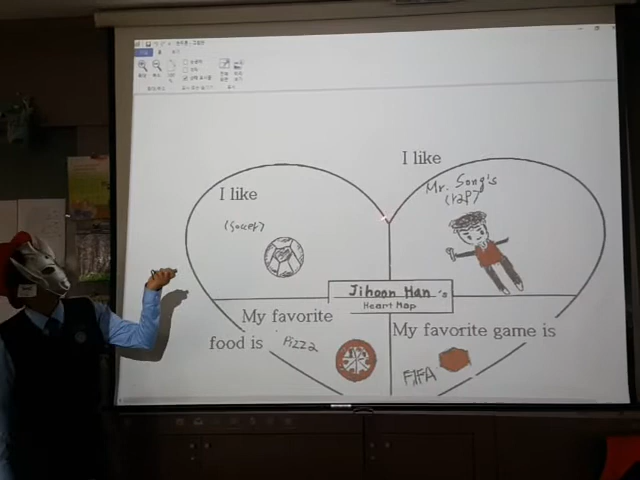 I like
I like
Mr. Song's
(rap)
(soccer)
Jihoon Han's
Heart Map
My favorite
food is
Pizza
My favorite game is
FIFA